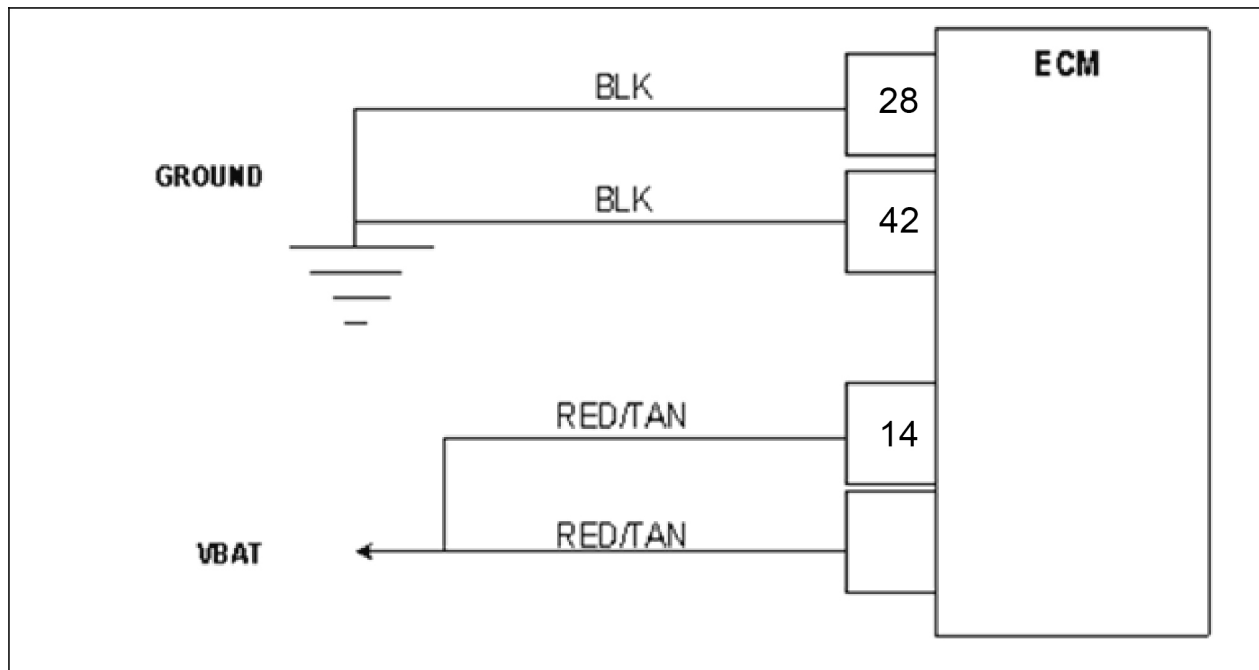 ECM
BLK
28
GROUND
BLK
42
RED/TAN
14
VBAT
RED/TAN